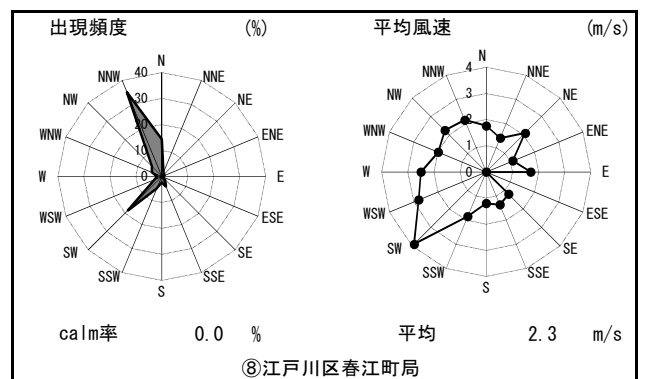 出現頻度 (%) 平均風速 (m/s)
N
NNE
NE
ENE
E
ESE
SE
SSE
S
SSW
SW
WSW
W
WNW
NW
NNW
40
30
20
10
0
N
NNE
NE
ENE
E
ESE
SE
SSE
S
SSW
SW
WSW
W
WNW
NW
NNW
4
3
2
1
0
calm率 0.0 % 平均 2.3 m/s
⑧江戸川区春江町局